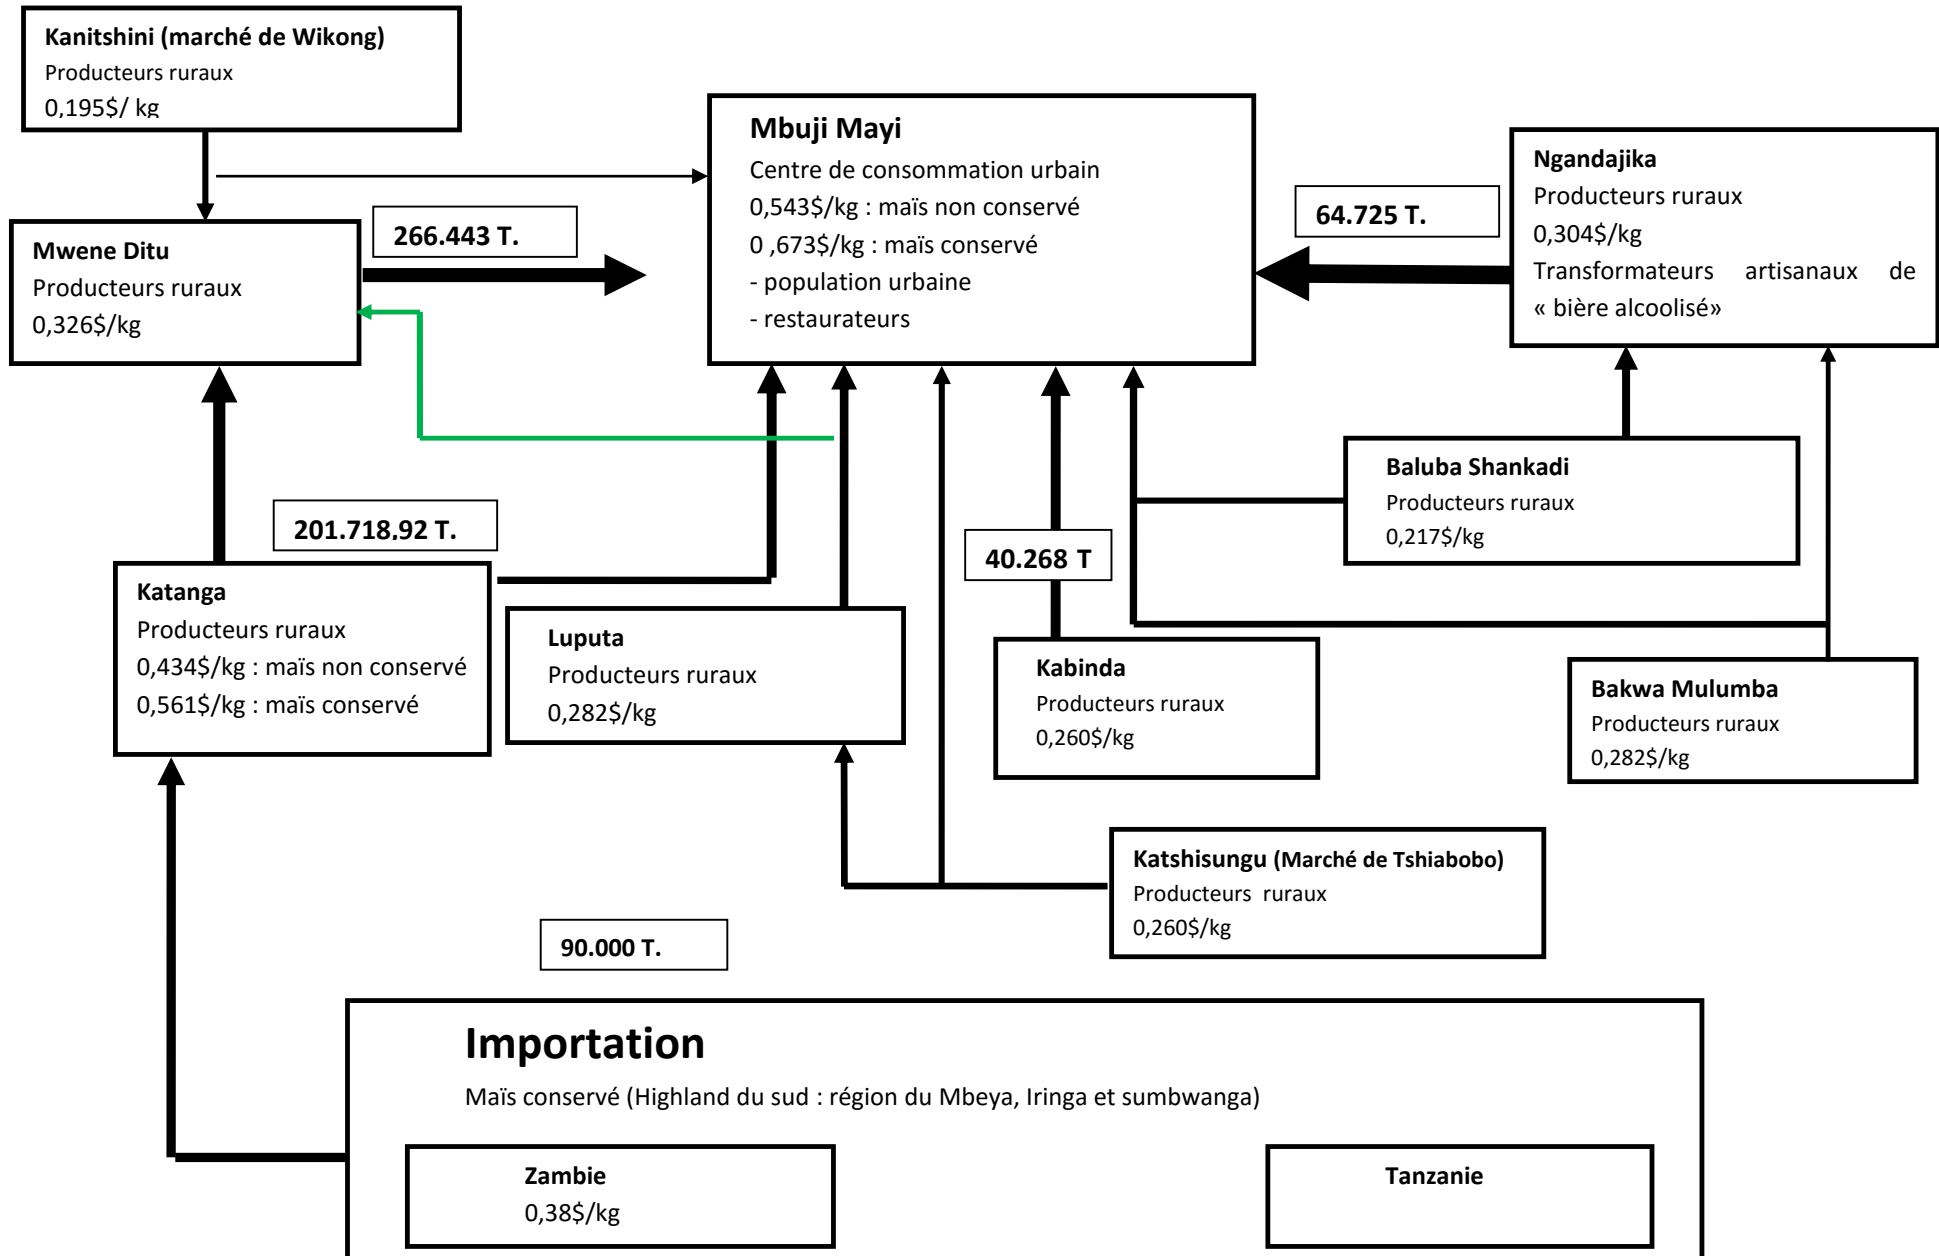 Kanitshini (marché de Wikong)
Producteurs ruraux
0,195$/ kg
Mbuji Mayi
Centre de consommation urbain
0,543$/kg : maïs non conservé
0 ,673$/kg : maïs conservé
- population urbaine
- restaurateurs
Ngandajika
Producteurs ruraux
0,304$/kg
Transformateurs artisanaux de
« bière alcoolisé»
64.725 T.
266.443 T.
Mwene Ditu
Producteurs ruraux
0,326$/kg
Baluba Shankadi
Producteurs ruraux
0,217$/kg
201.718,92 T.
40.268 T
Katanga
Producteurs ruraux
0,434$/kg : maïs non conservé
0,561$/kg : maïs conservé
Luputa
Producteurs ruraux
0,282$/kg
Kabinda
Producteurs ruraux
0,260$/kg
Bakwa Mulumba
Producteurs ruraux
0,282$/kg
Katshisungu (Marché de Tshiabobo)
Producteurs ruraux
0,260$/kg
90.000 T.
Importation
Maïs conservé (Highland du sud : région du Mbeya, Iringa et sumbwanga)
Zambie
0,38$/kg
Tanzanie